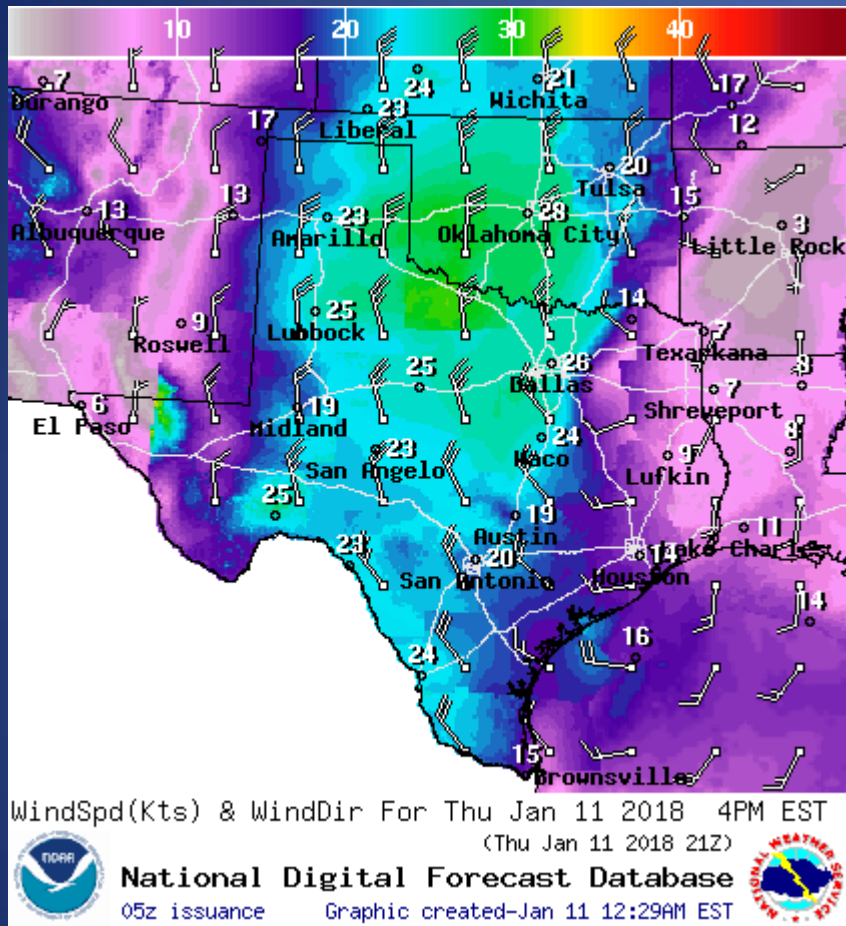 10 20 30 40
7 24 21 17
Durango Wichita
23
Liberal
17 12
20
Tulsa
13 13 23 28 15 3
Albuquerque Amarillo Oklahoma City Little Rock
9 25 14 7
Roswell Lubbock Texarkana
25 26 8
Dallas
6 19 7
El Paso Midland Shreveport
23 24 9 8
San Angelo Waco Lufkin
25 19 11
Austin Lake Charles
23 20 14
San Antonio Houston
14
24 16
15
Brownsville
WindSpd(Kts) & WindDir For Thu Jan 11 2018 4PM EST
(Thu Jan 11 2018 21Z)
NOAA
NATIONAL WEATHER SERVICE
National Digital Forecast Database
05z issuance Graphic created-Jan 11 12:29AM EST